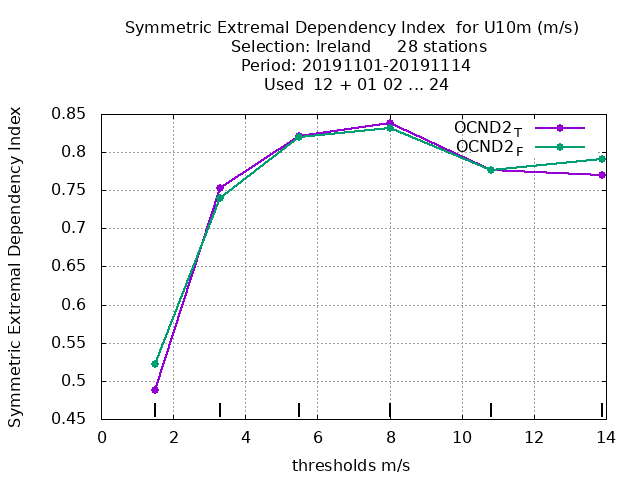 Symmetric Extremal Dependency Index for U10m (m/s)
Selection: Ireland 28 stations
Period: 20191101-20191114
Used 12 + 01 02 ... 24
Symmetric Extremal Dependency Index
0.85
0.8
0.75
0.7
0.65
0.6
0.55
0.5
0.45
OCND2T
OCND2F
0 2 4 6 8 10 12 14
thresholds m/s